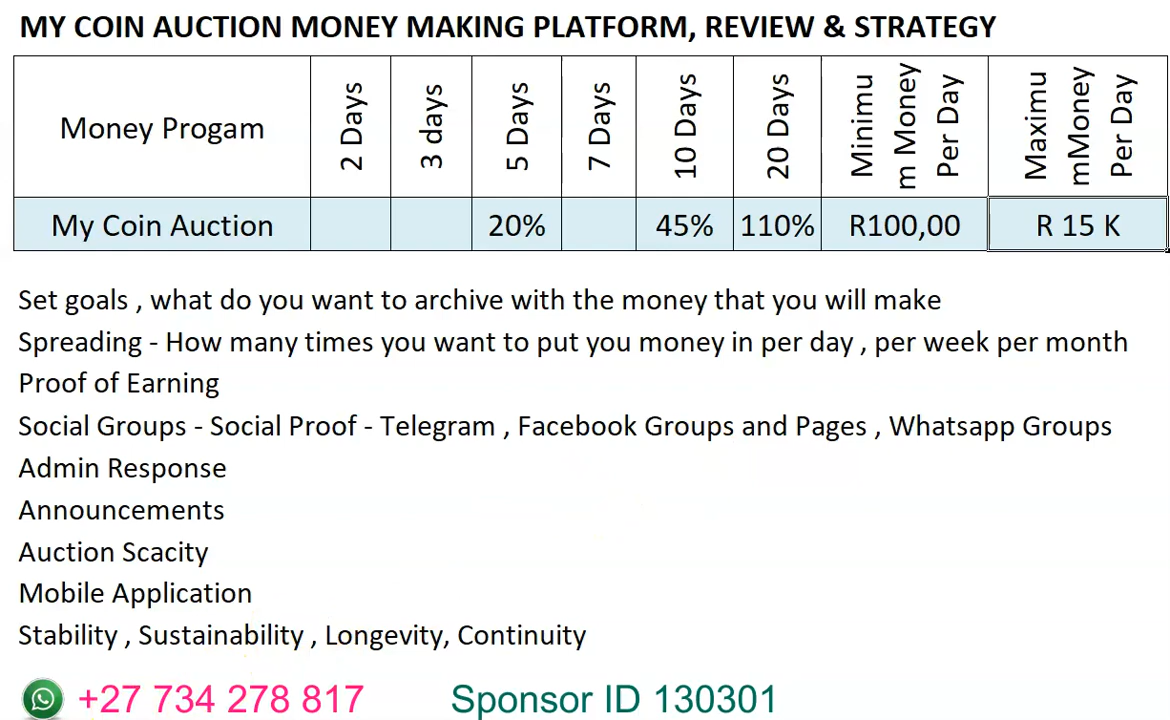 MY COIN AUCTION MONEY MAKING PLATFORM, REVIEW & STRATEGY
Money Progam
2 Days
3 days
5 Days
7 Days
10 Days
20 Days
Minimu
m Money
Per Day
Maximu
mMoney
Per Day
My Coin Auction 20% 45% 110% R100,00 R 15 K
Set goals , what do you want to archive with the money that you will make
Spreading - How many times you want to put you money in per day , per week per month
Proof of Earning
Social Groups - Social Proof - Telegram , Facebook Groups and Pages , Whatsapp Groups
Admin Response
Announcements
Auction Scacity
Mobile Application
Stability , Sustainability , Longevity, Continuity
+27 734 278 817 Sponsor ID 130301